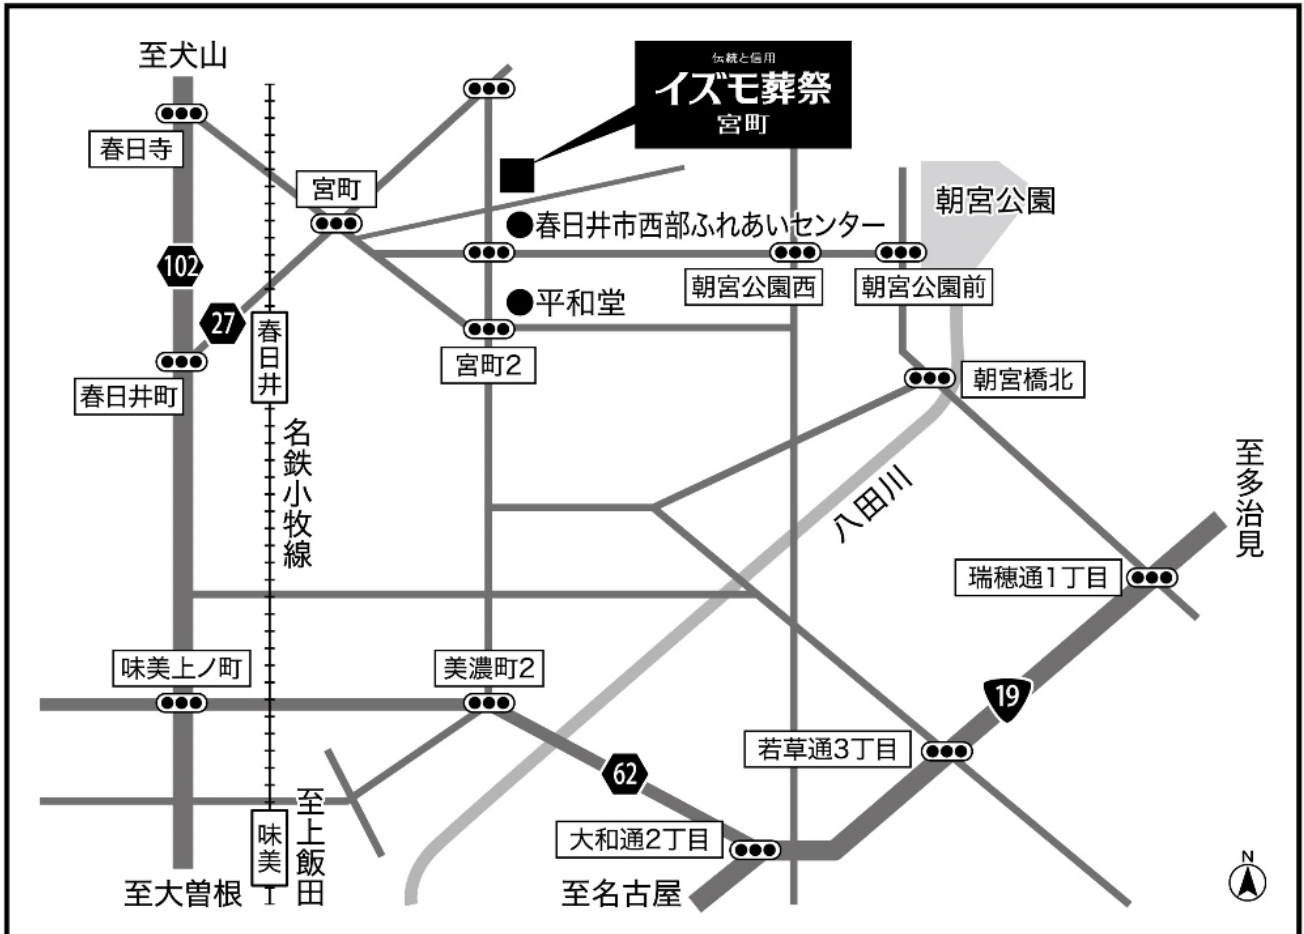 至犬山
伝統と信用
イズモ葬祭
宮町
春日寺
宮町
朝宮公園
春日井市西部ふれあいセンター
102
朝宮公園西
朝宮公園前
平和堂
27
春日井
宮町2
春日井町
朝宮橋北
名鉄小牧線
至多治見
八田川
瑞穂通1丁目
味美上ノ町
美濃町2
19
若草通3丁目
62
味美
至上飯田
大和通2丁目
至大曽根
至名古屋
N